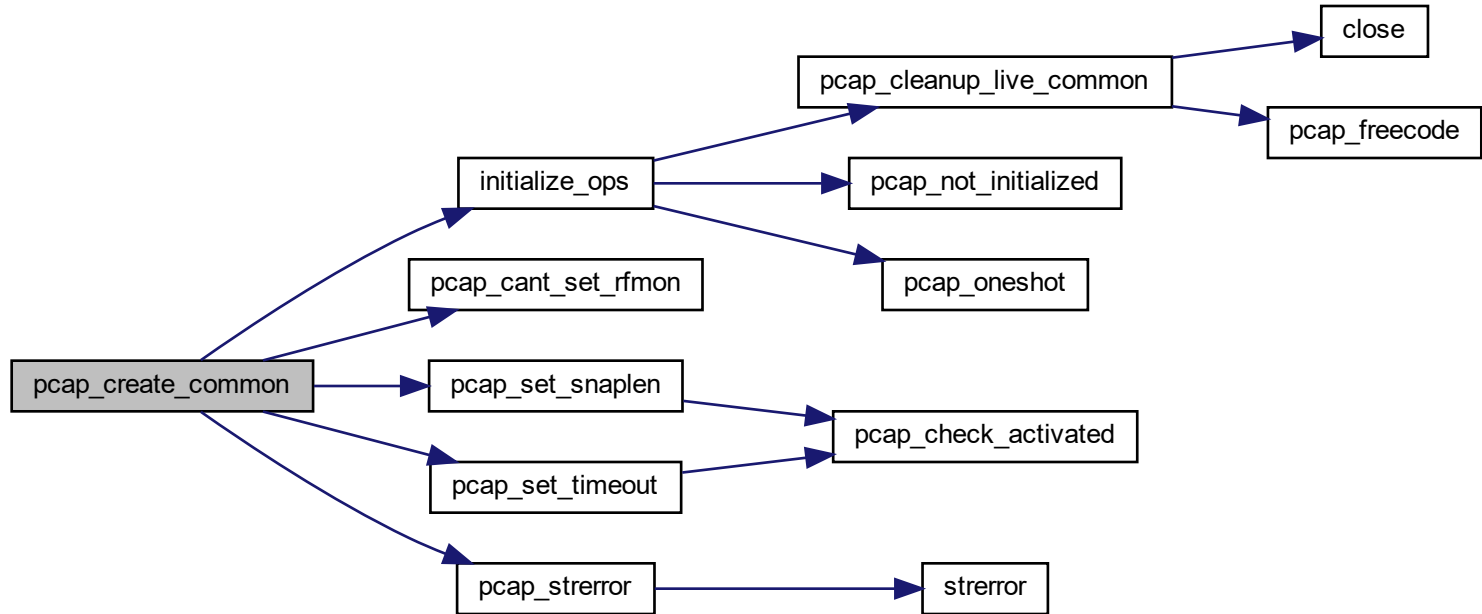 close
pcap_cleanup_live_common
pcap_freecode
initialize_ops
pcap_not_initialized
pcap_oneshot
pcap_cant_set_rfmon
pcap_create_common
pcap_set_snaplen
pcap_check_activated
pcap_set_timeout
pcap_strerror
strerror